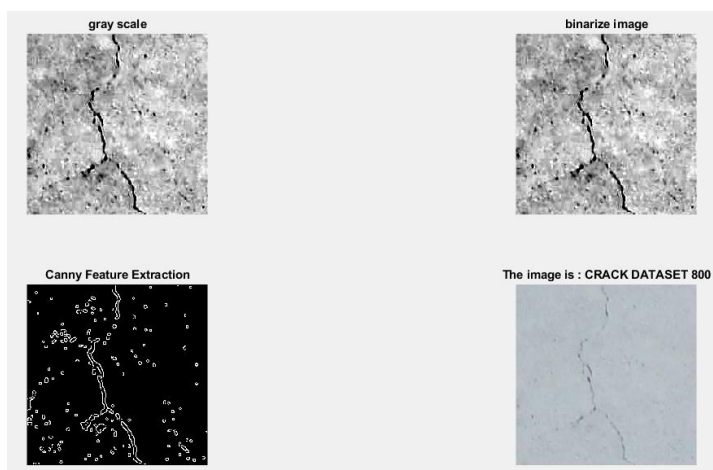 gray scale
binarize image
Canny Feature Extraction
The image is : CRACK DATASET 800